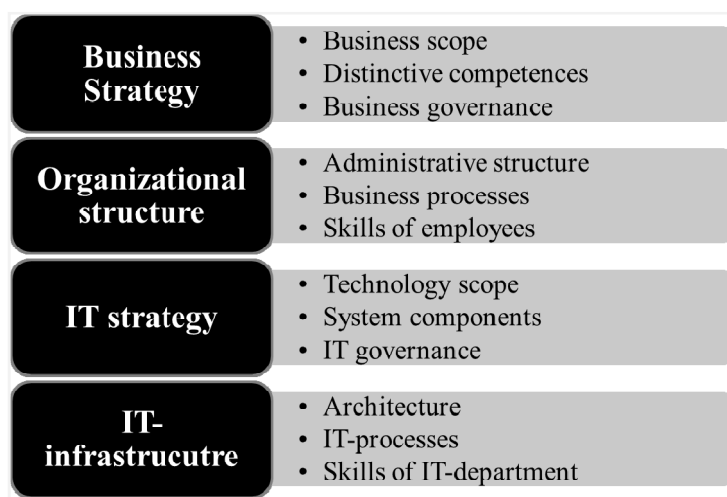 Business
Strategy
• Business scope
• Distinctive competences
• Business governance
Organizational
structure
• Administrative structure
• Business processes
• Skills of employees
IT strategy
• Technology scope
• System components
• IT governance
IT-
infrastrucutre
• Architecture
• IT-processes
• Skills of IT-department